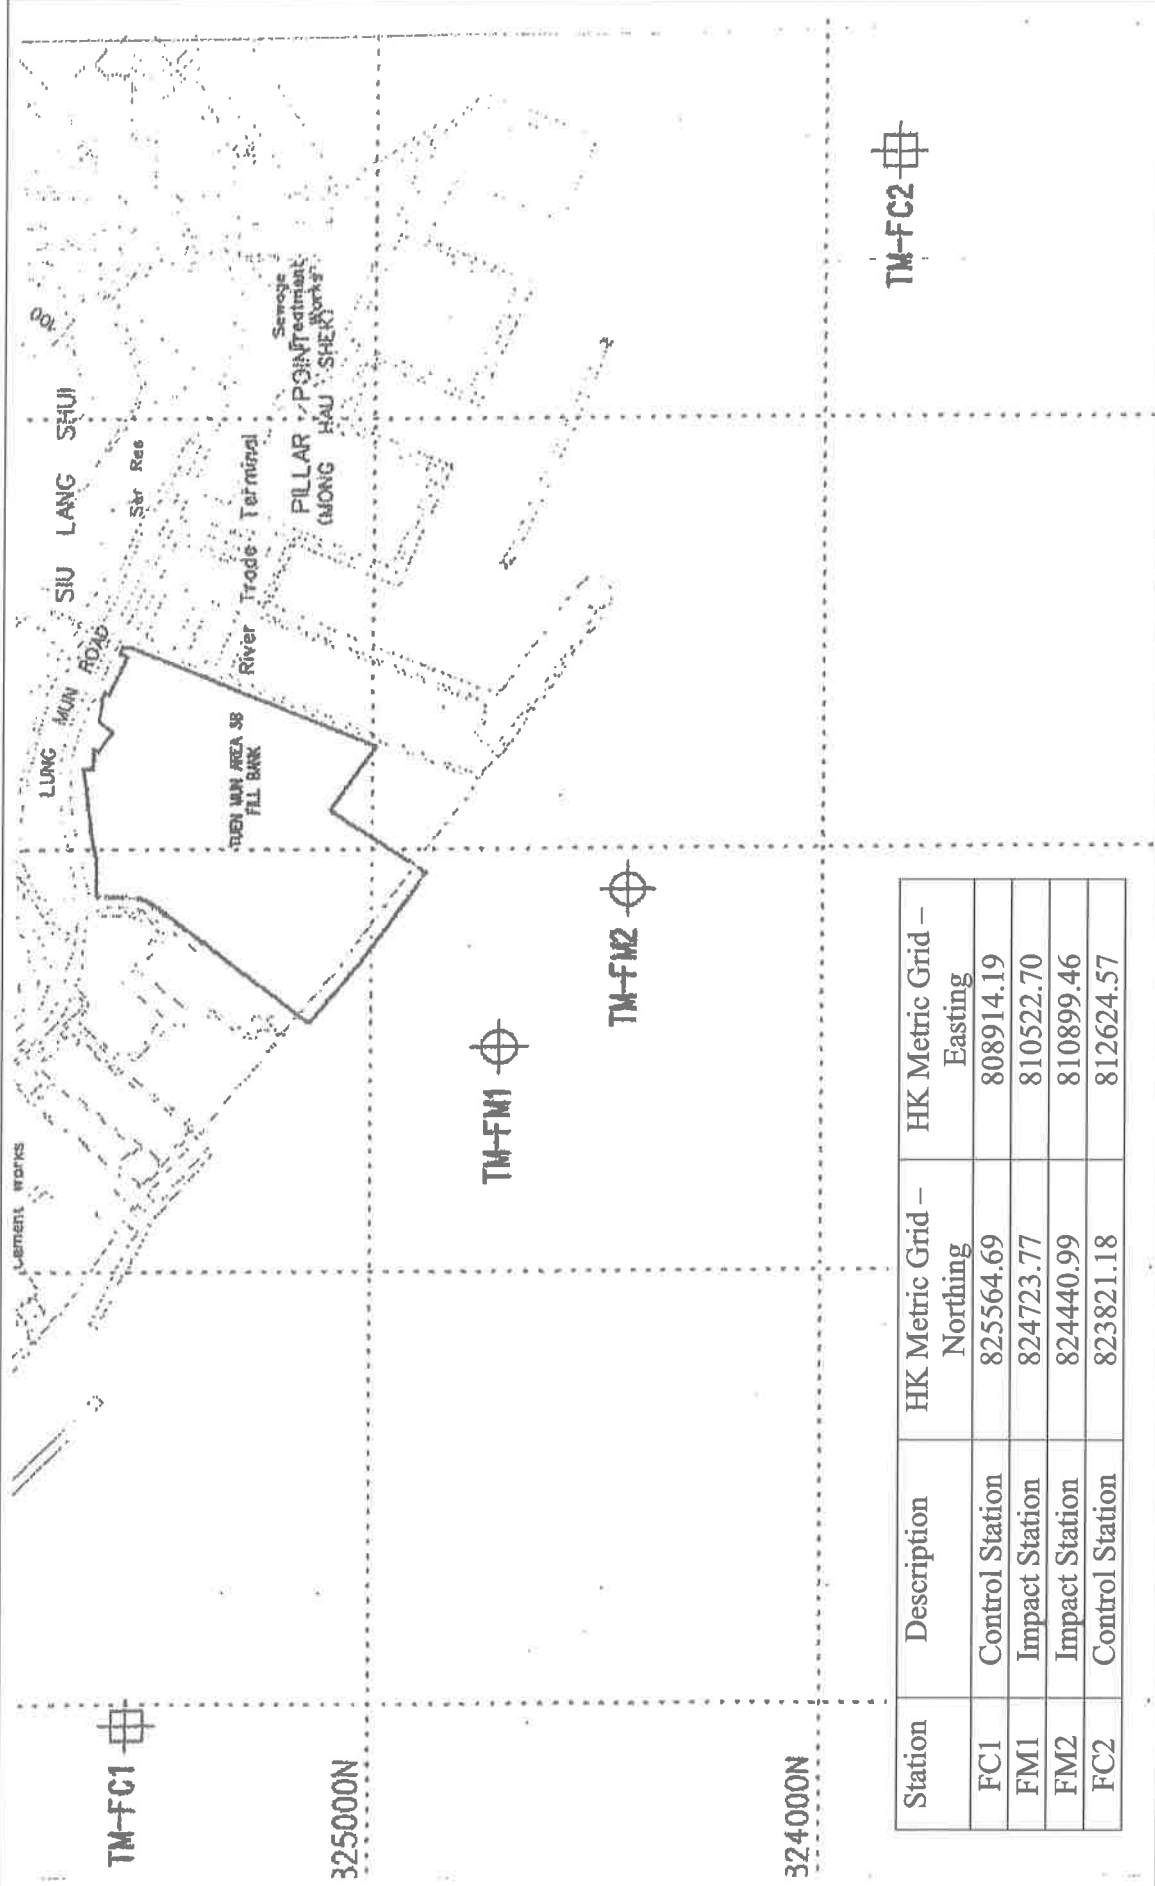 Cement Works
LUNG MUN ROAD
SIU LANG SHUI
100
Ser Res
TUEN MUN AREA 38
FILL BANK
River Trade Terminal
Sewage
Treatment
Works
PILLAR POINT
(MONG HAU SHEK)
TM-FC1
325000N
TM-FM1
TM-FM2
324000N
TM-FC2
Station Description HK Metric Grid – Northing HK Metric Grid – Easting
FC1 Control Station 825564.69 808914.19
FM1 Impact Station 824723.77 810522.70
FM2 Impact Station 824440.99 810899.46
FC2 Control Station 823821.18 812624.57